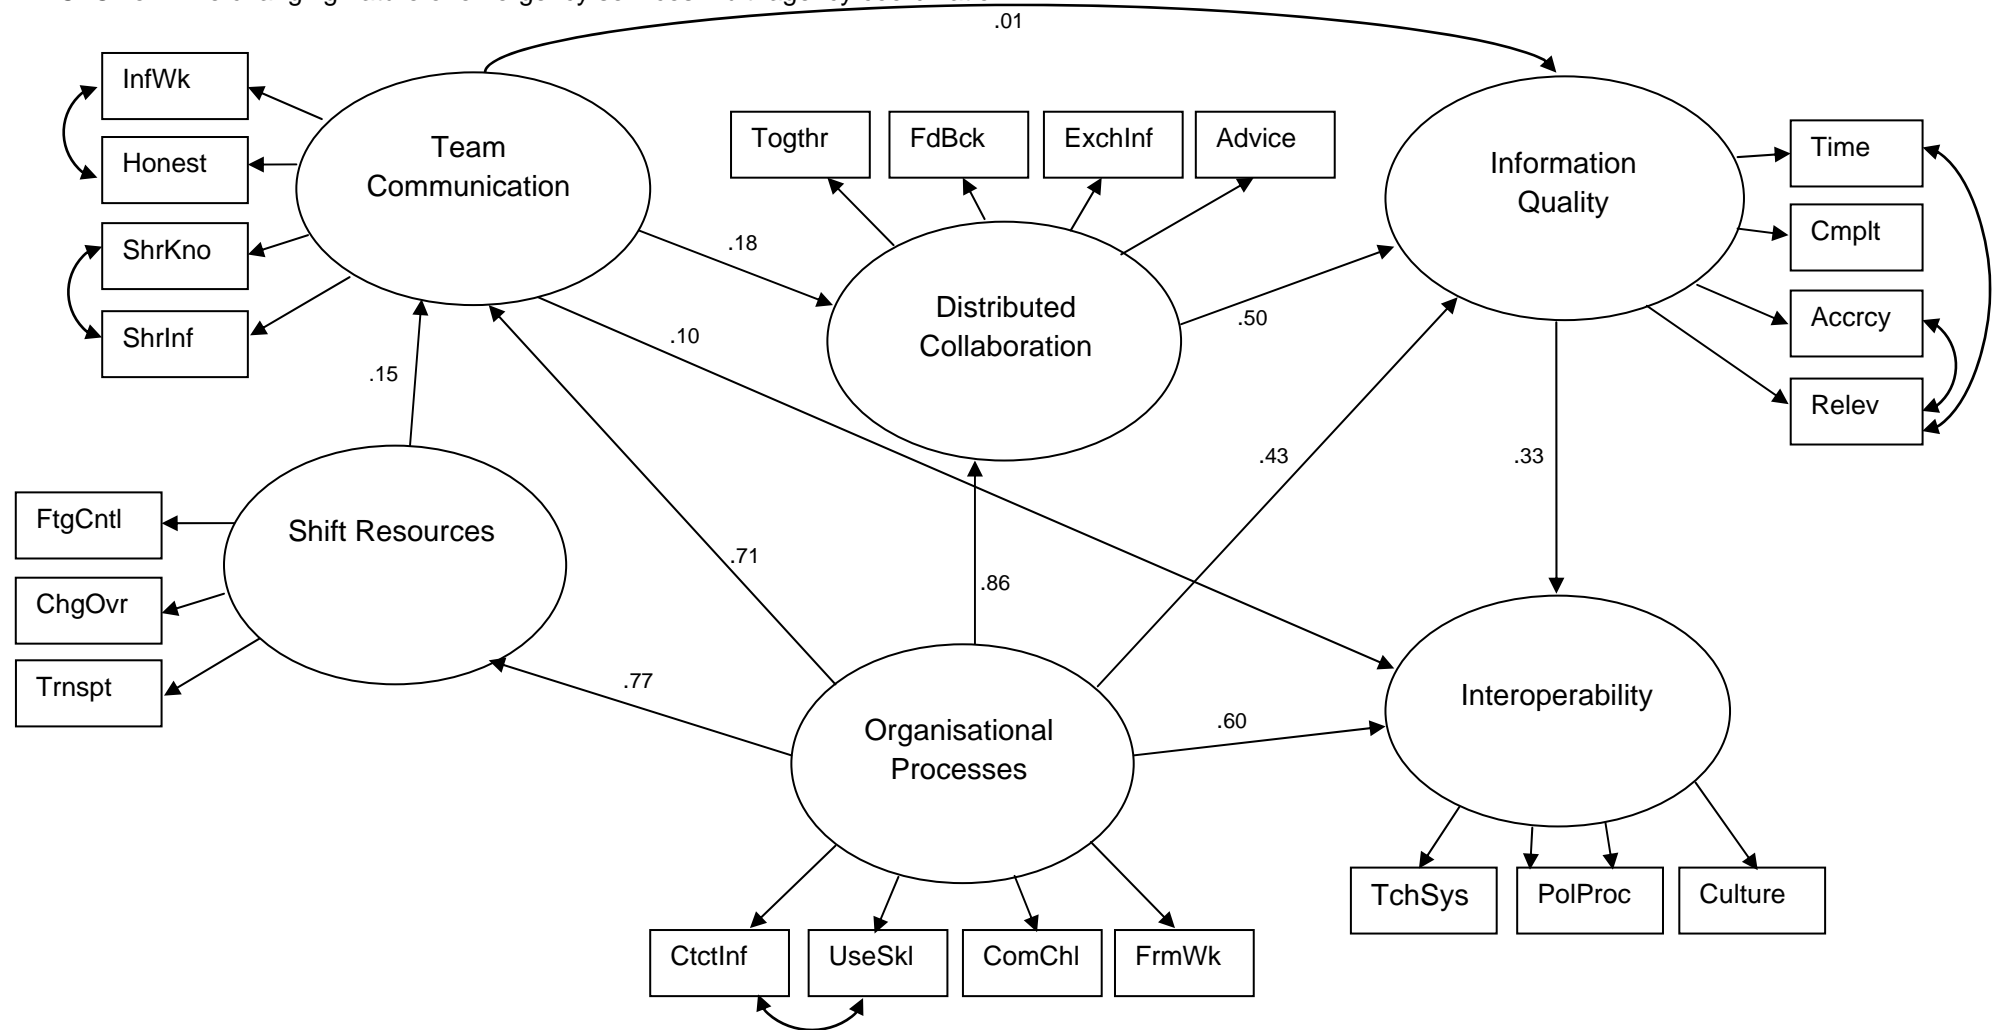 .01
InfWk
Honest
ShrKno
ShrInf
Team
Communication
Togthr
FdBck
ExchInf
Advice
Information
Quality
Time
Cmplt
Accrcy
Relev
.18
Distributed
Collaboration
.50
.10
.15
.43
.33
FtgCntl
ChgOvr
Trnspt
Shift Resources
.71
.86
.77
Organisational
Processes
.60
Interoperability
TchSys
PolProc
Culture
CtctInf
UseSkl
ComChl
FrmWk